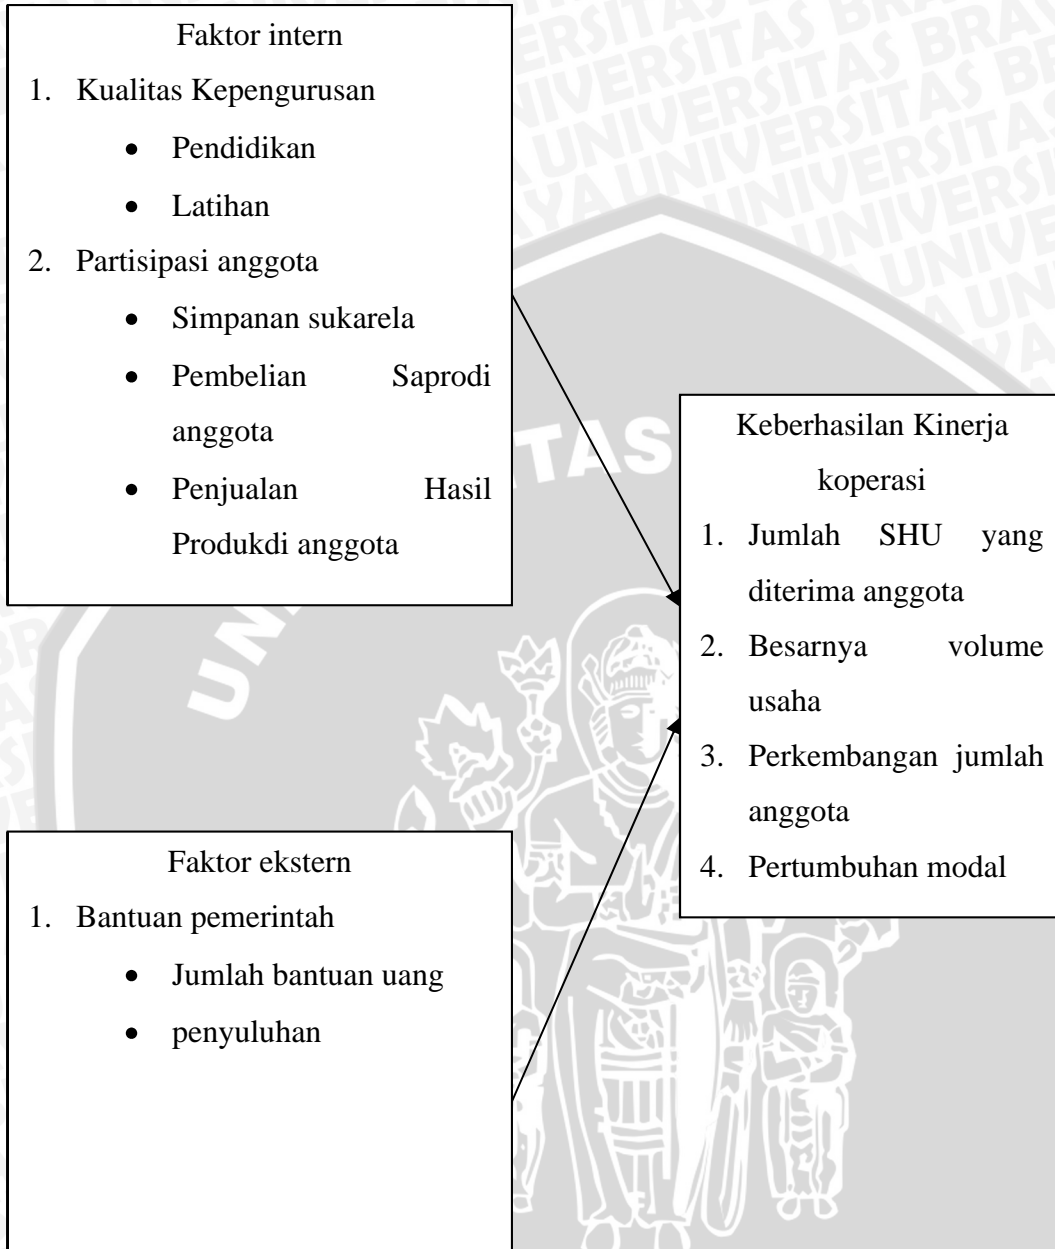 Faktor intern
1. Kualitas Kepengurusan
• Pendidikan
• Latihan
2. Partisipasi anggota
• Simpanan sukarela
• Pembelian Saprodi
anggota
• Penjualan Hasil
Produkdi anggota
Keberhasilan Kinerja
koperasi
1. Jumlah SHU yang
diterima anggota
2. Besarnya volume
usaha
3. Perkembangan jumlah
anggota
4. Pertumbuhan modal
Faktor ekstern
1. Bantuan pemerintah
• Jumlah bantuan uang
• penyuluhan